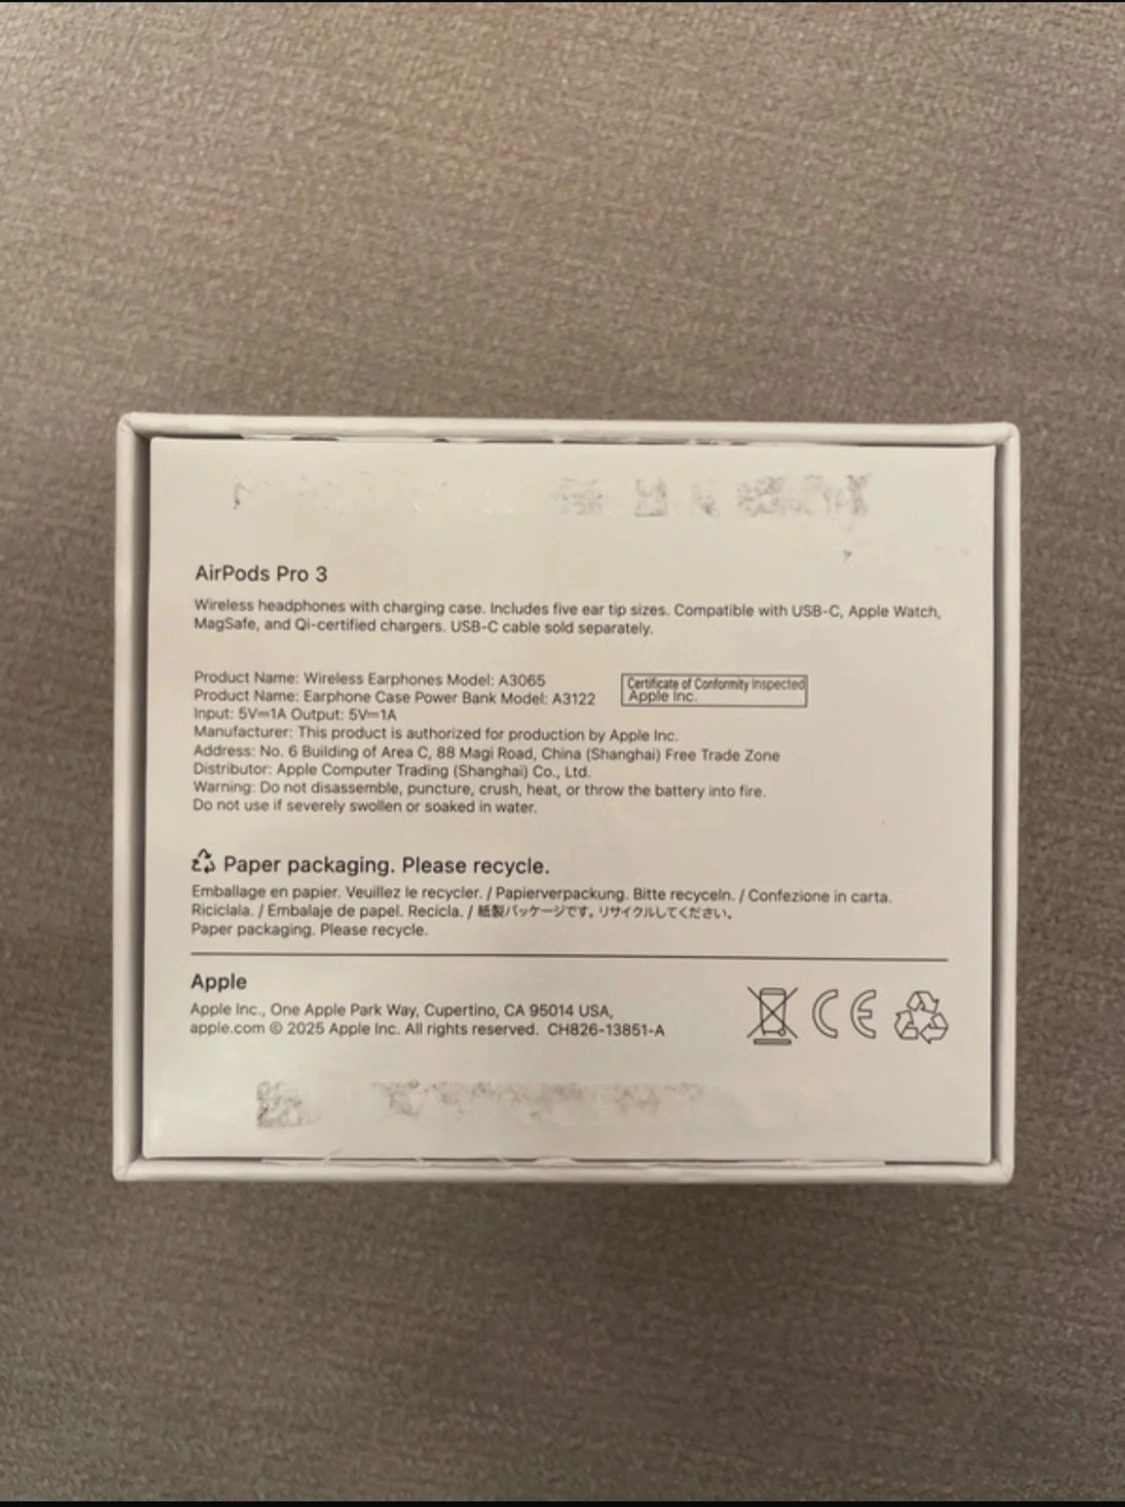 AirPods Pro 3
Wireless headphones with charging case. Includes five ear tip sizes. Compatible with USB-C, Apple Watch,
MagSafe, and Qi-certified chargers. USB-C cable sold separately.
Product Name: Wireless Earphones Model: A3065
Product Name: Earphone Case Power Bank Model: A3122
Input: 5V⎓1A Output: 5V⎓1A
Certificate of Conformity Inspected
Apple Inc.
Manufacturer: This product is authorized for production by Apple Inc.
Address: No. 6 Building of Area C, 88 Magi Road, China (Shanghai) Free Trade Zone
Distributor: Apple Computer Trading (Shanghai) Co., Ltd.
Warning: Do not disassemble, puncture, crush, heat, or throw the battery into fire.
Do not use if severely swollen or soaked in water.
Paper packaging. Please recycle.
Emballage en papier. Veuillez le recycler. / Papierverpackung. Bitte recyceln. / Confezione in carta.
Riciclala. / Embalaje de papel. Recicla. / 紙製パッケージです。リサイクルしてください。
Paper packaging. Please recycle.
Apple
Apple Inc., One Apple Park Way, Cupertino, CA 95014 USA,
apple.com © 2025 Apple Inc. All rights reserved. CH826-13851-A
CE